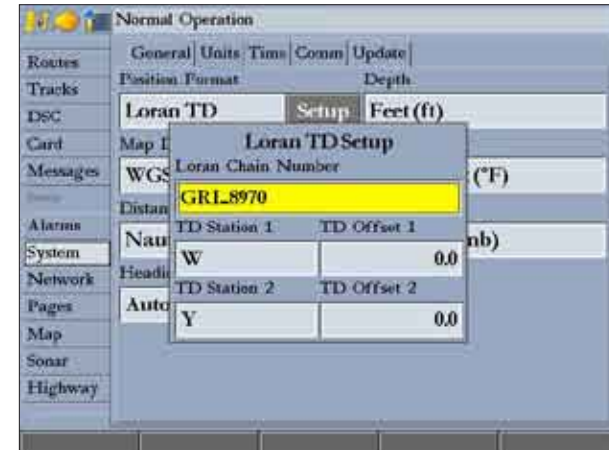 Normal Operation
General Units Time Comm Update
Routes
Tracks
DSC
Card
Messages
Alarms
System
Network
Pages
Map
Sonar
Highway
Position Format
Depth
Loran TD
Setup
Feet (ft)
Map D
WGS
(°F)
Distan
Nau
nb)
Headi
Auto
Loran TD Setup
Loran Chain Number
GRI_8970
TD Station 1
TD Offset 1
W
0.0
TD Station 2
TD Offset 2
Y
0.0